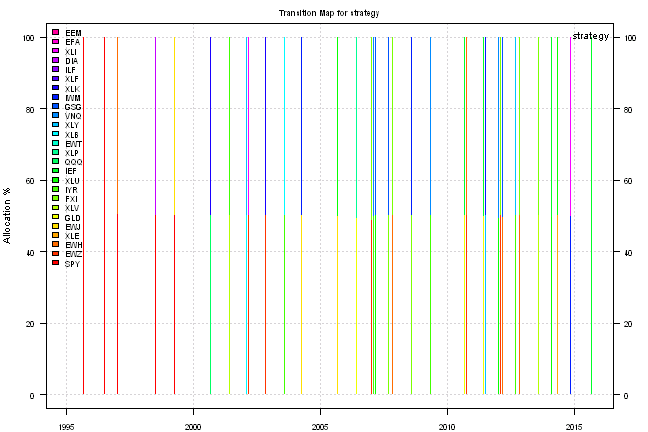 Transition Map for strategy
strategy
Allocation %
100
80
60
40
20
0
100
80
60
40
20
0
EEM
EFA
XLI
DIA
ILF
XLF
XLK
IWM
GSG
VNQ
XLY
XLB
EWT
XLP
QQQ
IEF
XLU
IYR
FXI
XLV
GLD
EWJ
XLE
EWH
EWZ
SPY
1995
2000
2005
2010
2015